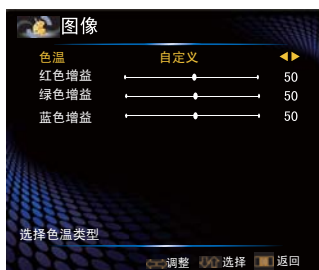 图像
色温 自定义
红色增益 50
绿色增益 50
蓝色增益 50
选择色温类型
调整 选择 返回